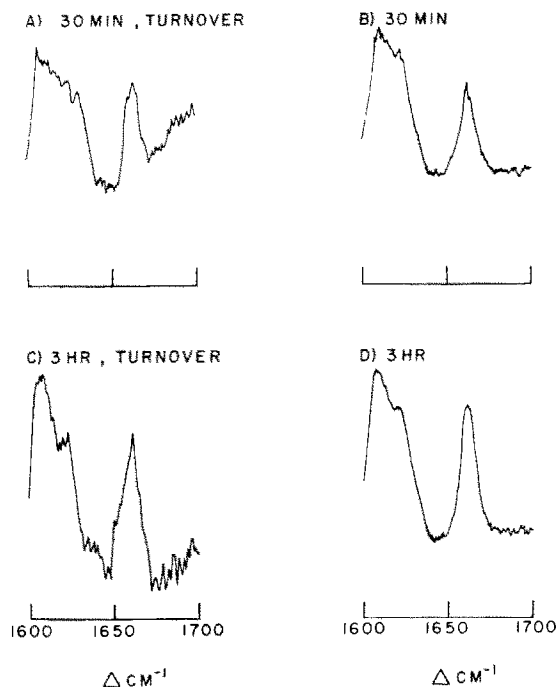 A) 30 MIN , TURNOVER
B) 30 MIN
C) 3 HR , TURNOVER
D) 3 HR
1600 1650 1700
1600 1650 1700
Δ CM⁻¹
Δ CM⁻¹